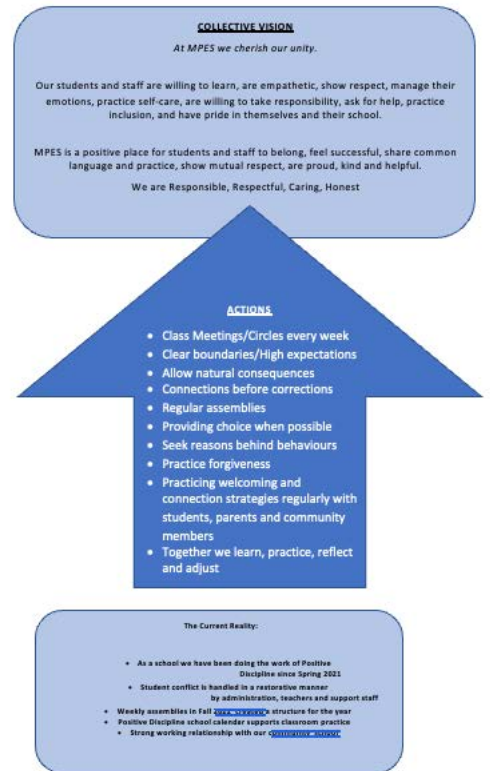 COLLECTIVE VISION
At MPES we cherish our unity.
Our students and staff are willing to learn, are empathetic, show respect, manage their
emotions, practice self-care, are willing to take responsibility, ask for help, practice
inclusion, and have pride in themselves and their school.
MPES is a positive place for students and staff to belong, feel successful, share common
language and practice, show mutual respect, are proud, kind and helpful.
We are Responsible, Respectful, Caring, Honest
ACTIONS
• Class Meetings/Circles every week
• Clear boundaries/High expectations
• Allow natural consequences
• Connections before corrections
• Regular assemblies
• Providing choice when possible
• Seek reasons behind behaviours
• Practice forgiveness
• Practicing welcoming and
connection strategies regularly with
students, parents and community
members
• Together we learn, practice, reflect
and adjust
The Current Reality:
• As a school we have been doing the work of Positive
Discipline since Spring 2021
• Student conflict is handled in a restorative manner
by administration, teachers and support staff
• Weekly assemblies in Fall structure for the year
• Positive Discipline school calender supports classroom practice
• Strong working relationship with our